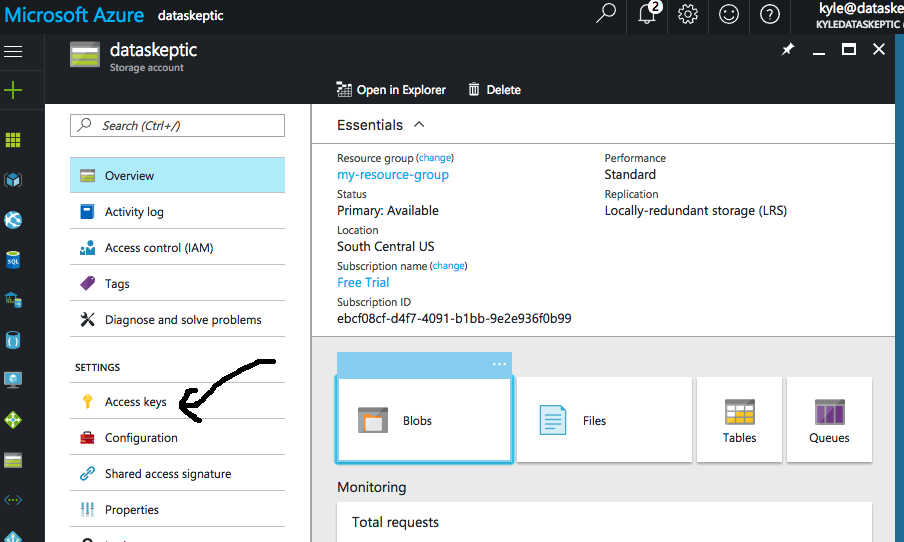 Microsoft Azure dataskeptic
2
kyle@dataske
KYLEDATASKEPTIC (
dataskeptic
Storage account
Open in Explorer Delete
Search (Ctrl+/)
Overview
Activity log
Access control (IAM)
Tags
Diagnose and solve problems
SETTINGS
Access keys
Configuration
Shared access signature
Properties
Essentials
Resource group (change)
my-resource-group
Status
Primary: Available
Location
South Central US
Subscription name (change)
Free Trial
Subscription ID
ebcf08cf-d4f7-4091-b1bb-9e2e936f0b99
Performance
Standard
Replication
Locally-redundant storage (LRS)
Blobs
Files
Tables
Queues
Monitoring
Total requests
SQL